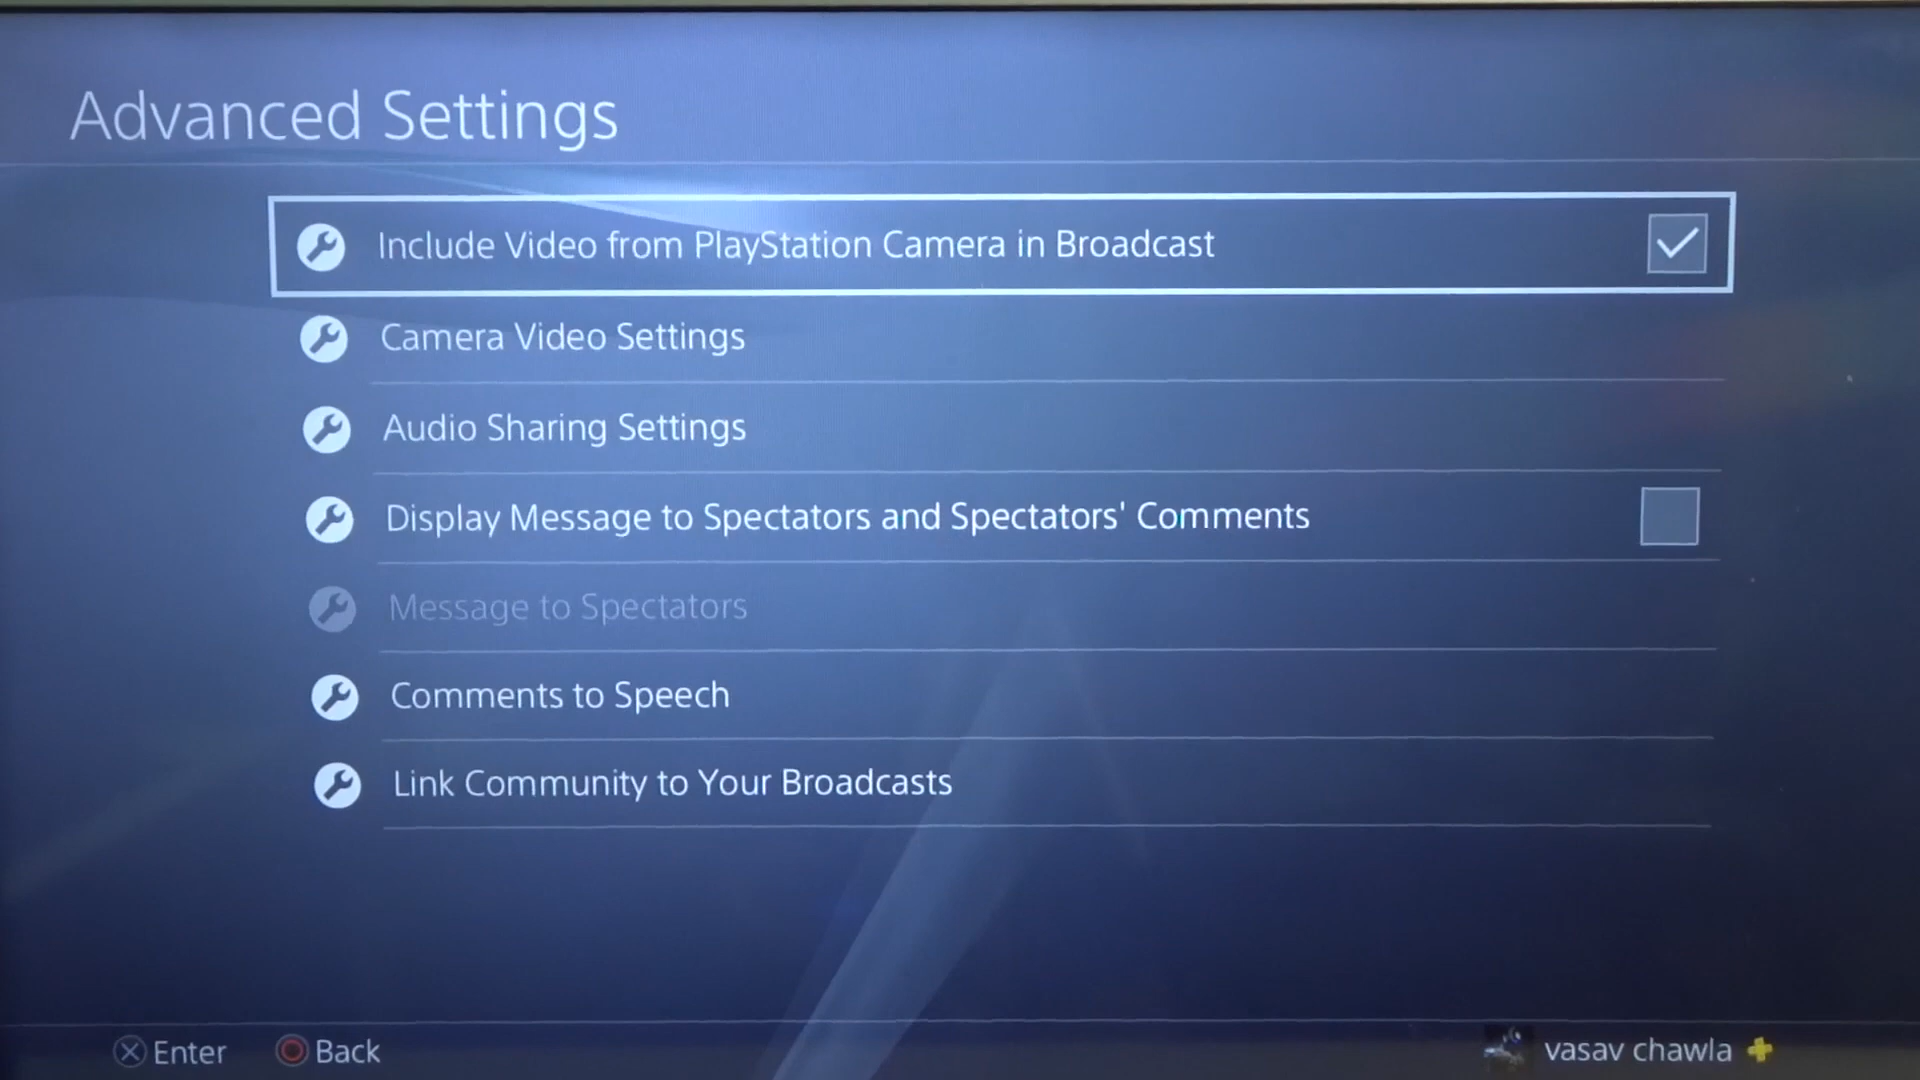 Advanced Settings
Include Video from PlayStation Camera in Broadcast
Camera Video Settings
Audio Sharing Settings
Display Message to Spectators and Spectators' Comments
Message to Spectators
Comments to Speech
Link Community to Your Broadcasts
Enter Back vasav chawla